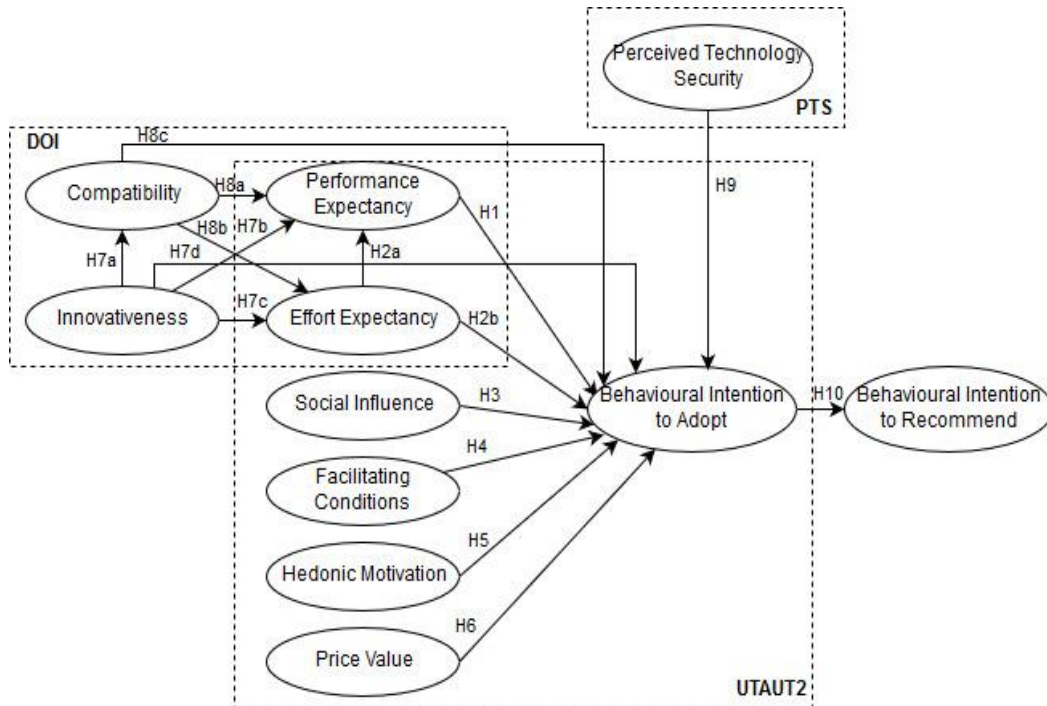 Perceived Technology
Security
PTS
DOI
H8c
H9
Compatibility
H8a
Performance
Expectancy
H1
H8b
H7b
H7a
H7d
H2a
Innovativeness
H7c
Effort Expectancy
H2b
Social Influence
H3
Behavioural Intention
to Adopt
H10
Behavioural Intention
to Recommend
H4
Facilitating
Conditions
H5
Hedonic Motivation
H6
Price Value
UTAUT2